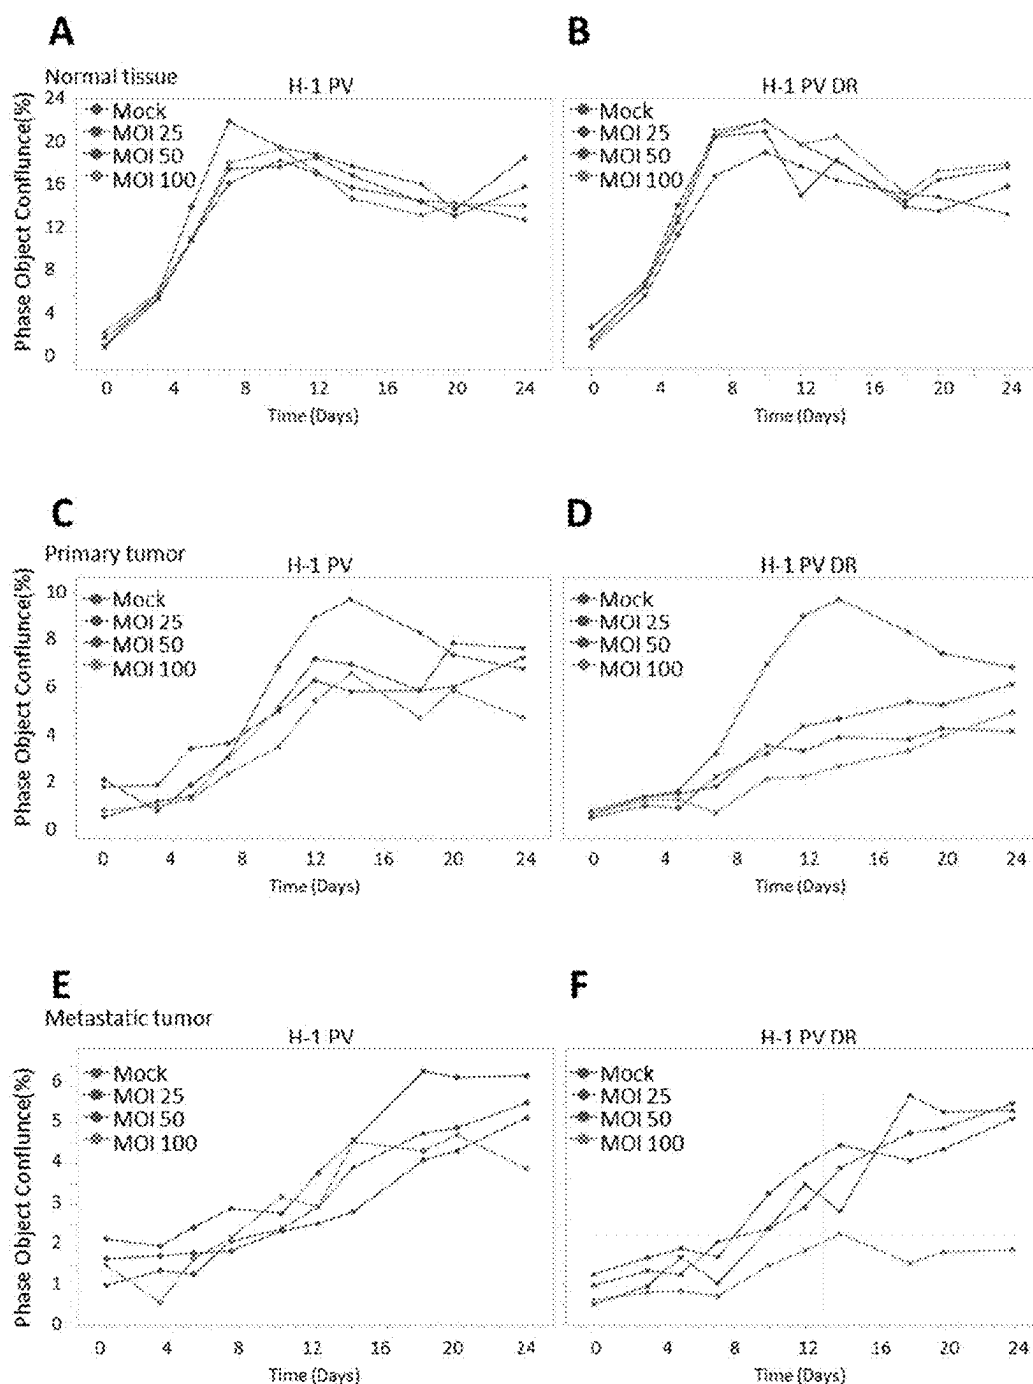 A
B
Normal tissue
H-1 PV
H-1 PV DR
24
20
16
12
8
4
0
Phase Object Conflunce(%)
Mock
MOI 25
MOI 50
MOI 100
Mock
MOI 25
MOI 50
MOI 100
0 4 8 12 16 20 24
0 4 8 12 16 20 24
Time (Days)
Time (Days)
C
D
Primary tumor
H-1 PV
H-1 PV DR
10
8
6
4
2
0
Phase Object Conflunce(%)
Mock
MOI 25
MOI 50
MOI 100
Mock
MOI 25
MOI 50
MOI 100
0 4 8 12 16 20 24
0 4 8 12 16 20 24
Time (Days)
Time (Days)
E
F
Metastatic tumor
H-1 PV
H-1 PV DR
6
5
4
3
2
1
0
Phase Object Conflunce(%)
Mock
MOI 25
MOI 50
MOI 100
Mock
MOI 25
MOI 50
MOI 100
0 4 8 12 16 20 24
0 4 8 12 16 20 24
Time (Days)
Time (Days)